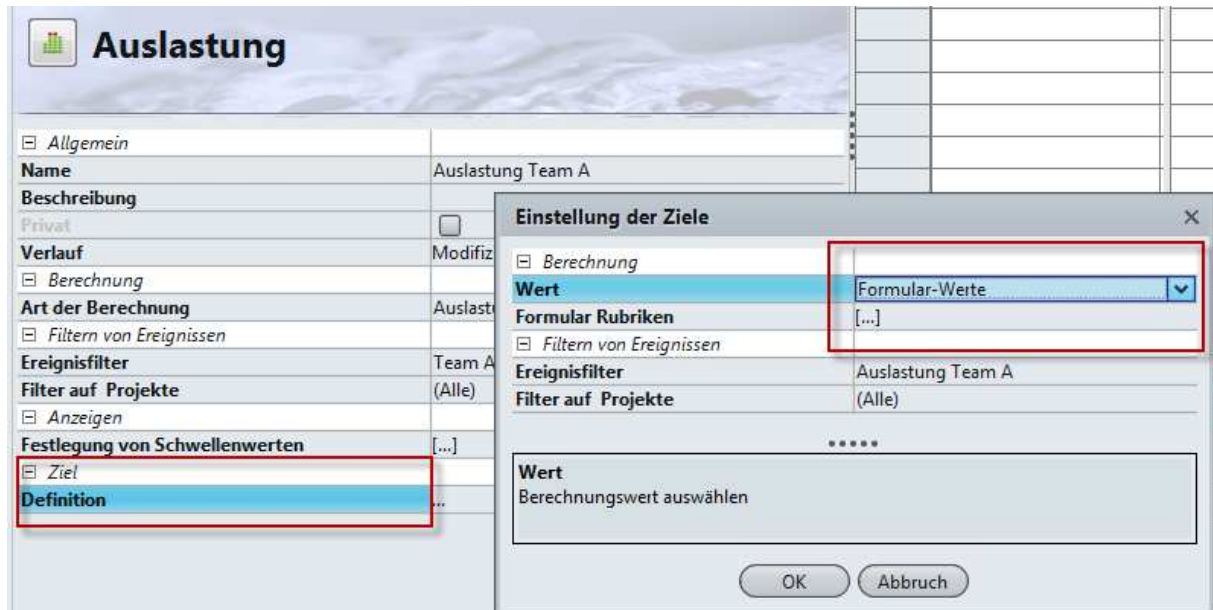 Auslastung
Allgemein
Name Auslastung Team A
Beschreibung
Privat
Verlauf Modifiz
Berechnung
Art der Berechnung Auslast
Filtern von Ereignissen
Ereignisfilter Team A
Filter auf Projekte (Alle)
Anzeigen
Festlegung von Schwellenwerten [...]
Ziel
Definition ...
Einstellung der Ziele
Berechnung
Wert Formular-Werte
Formular Rubriken [...]
Filtern von Ereignissen
Ereignisfilter Auslastung Team A
Filter auf Projekte (Alle)
Wert
Berechnungswert auswählen
OK Abbruch